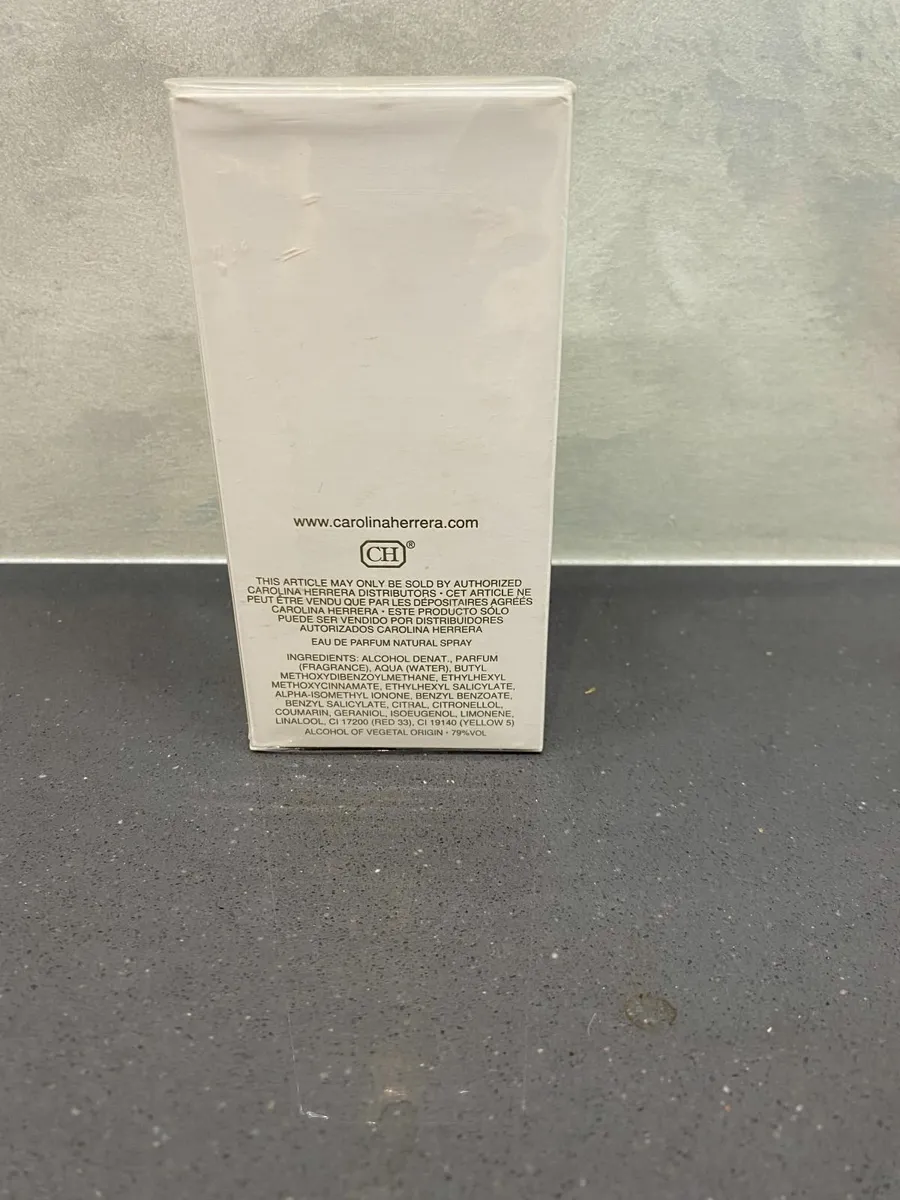 www.carolinaherrera.com
CH®
THIS ARTICLE MAY ONLY BE SOLD BY AUTHORIZED
CAROLINA HERRERA DISTRIBUTORS • CET ARTICLE NE
PEUT ÊTRE VENDU QUE PAR LES DÉPOSITAIRES AGRÉÉS
CAROLINA HERRERA • ESTE PRODUCTO SÓLO
PUEDE SER VENDIDO POR DISTRIBUIDORES
AUTORIZADOS CAROLINA HERRERA
EAU DE PARFUM NATURAL SPRAY
INGREDIENTS: ALCOHOL DENAT., PARFUM
(FRAGRANCE), AQUA (WATER), BUTYL
METHOXYDIBENZOYLMETHANE, ETHYLHEXYL
METHOXYCINNAMATE, ETHYLHEXYL SALICYLATE,
ALPHA-ISOMETHYL IONONE, BENZYL BENZOATE,
BENZYL SALICYLATE, CITRAL, CITRONELLOL,
COUMARIN, GERANIOL, ISOEUGENOL, LIMONENE,
LINALOOL, CI 17200 (RED 33), CI 19140 (YELLOW 5)
ALCOHOL OF VEGETAL ORIGIN • 79%VOL